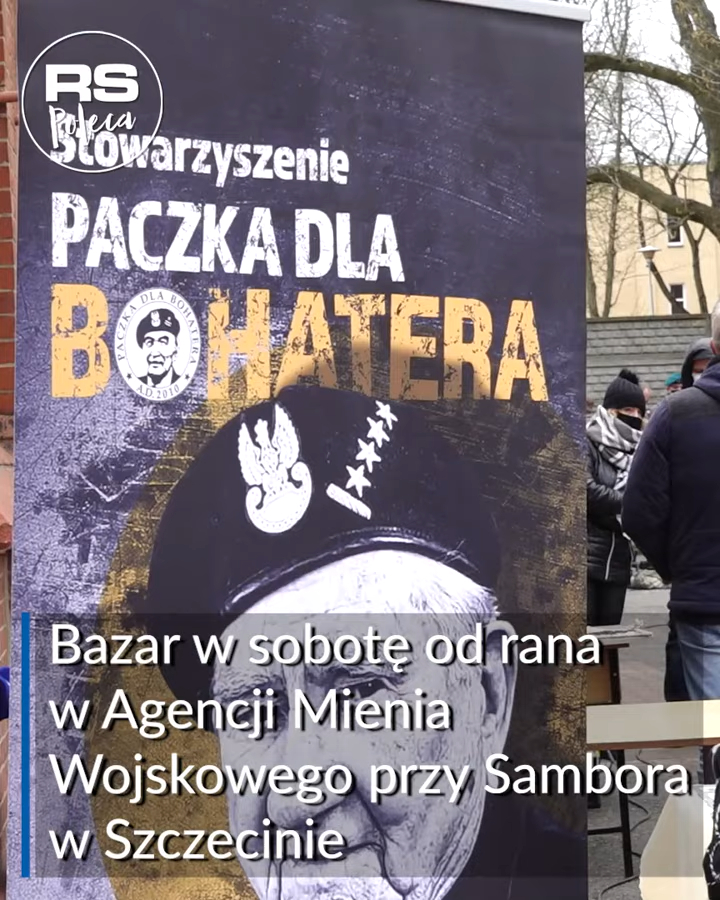 RS
Poleca
Stowarzyszenie
PACZKA DLA
BOHATERA
PACZKA DLA BOHATERA
A.D. 2010
Bazar w sobotę od rana
w Agencji Mienia
Wojskowego przy Sambora
w Szczecinie